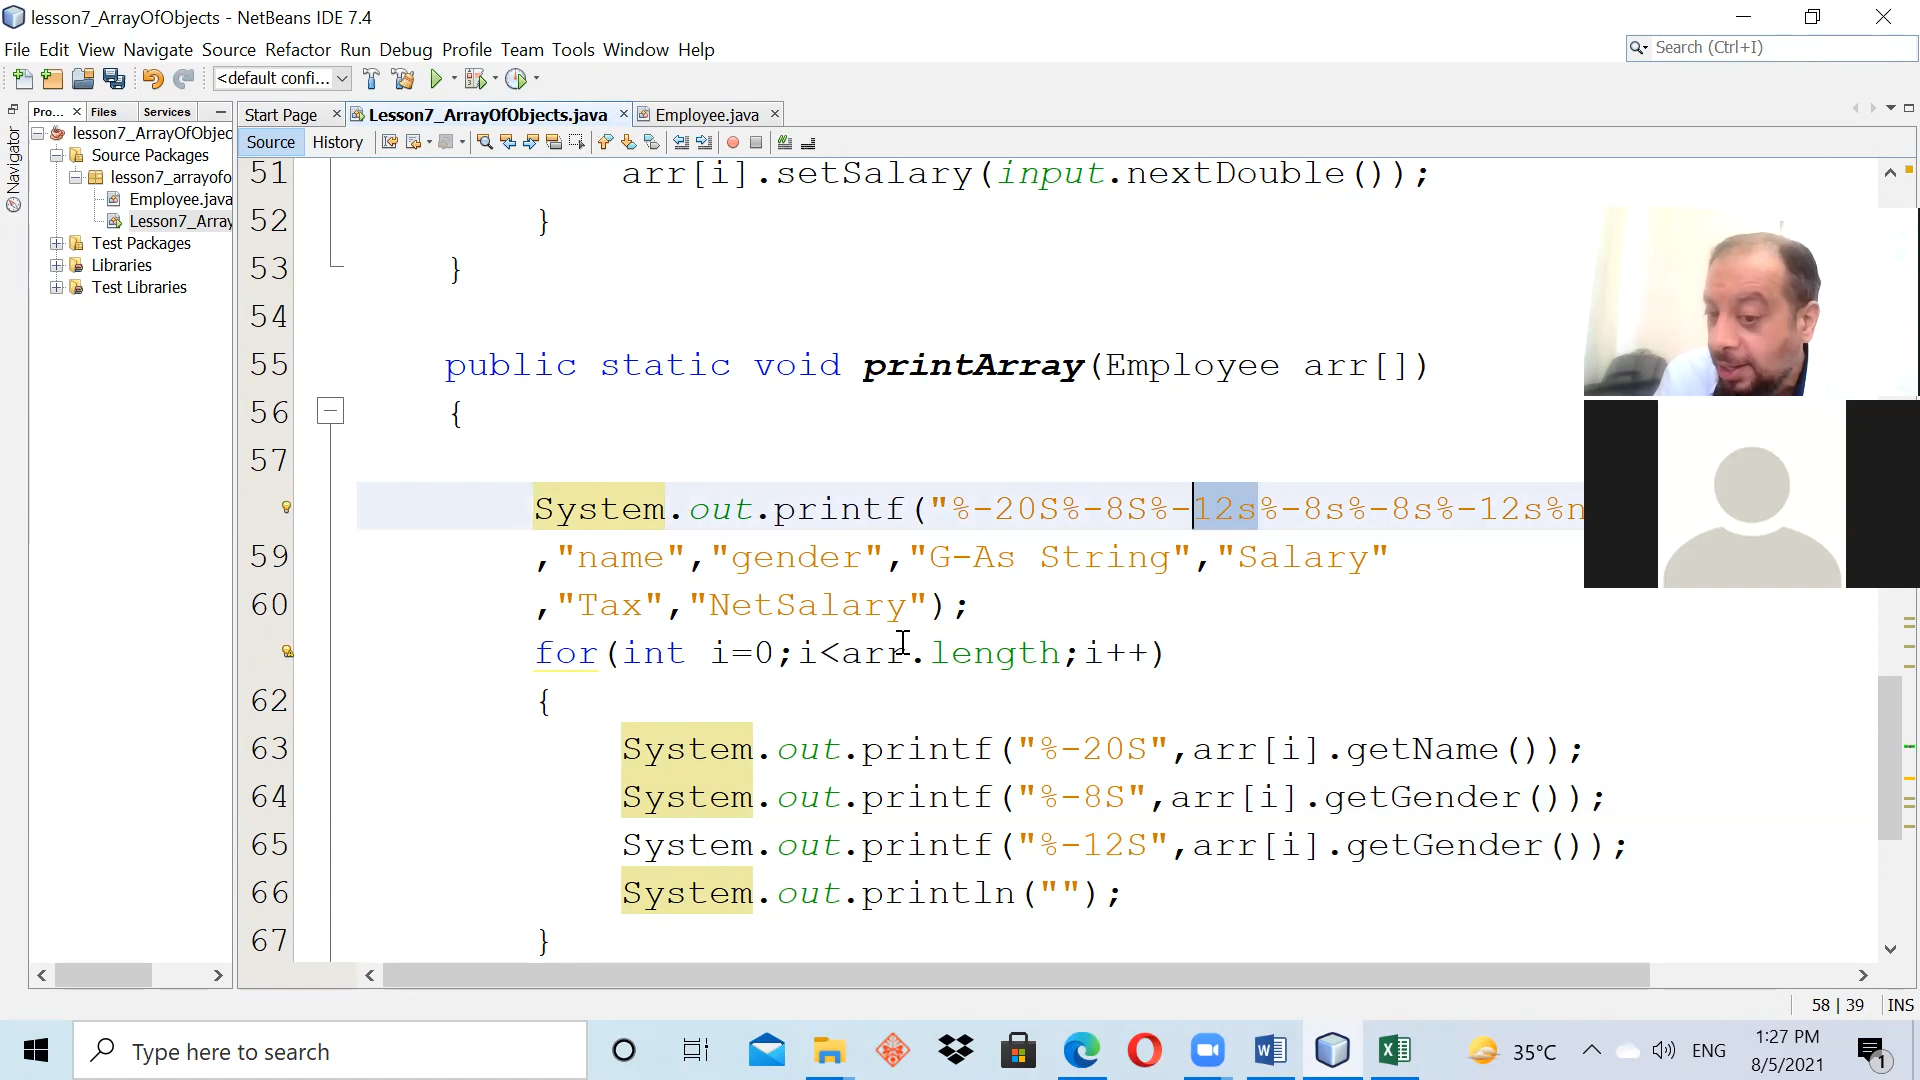 lesson7_ArrayOfObjects - NetBeans IDE 7.4
File Edit View Navigate Source Refactor Run Debug Profile Team Tools Window Help
Search (Ctrl+I)
<default confi...
Pro...
Files
Services
Start Page
Lesson7_ArrayOfObjects.java
Employee.java
Source
History
Navigator
lesson7_ArrayOfObjec
Source Packages
lesson7_arrayofo
Employee.java
Lesson7_Array
Test Packages
Libraries
Test Libraries
51 arr[i].setSalary(input.nextDouble());
52 }
53 }
54
55 public static void printArray(Employee arr[])
56 {
57
System.out.printf("%-20S%-8S%-12s%-8s%-8s%-12s%n
59 ,"name","gender","G-As String","Salary"
60 ,"Tax","NetSalary");
for(int i=0;i<arr.length;i++)
62 {
63 System.out.printf("%-20S",arr[i].getName());
64 System.out.printf("%-8S",arr[i].getGender());
65 System.out.printf("%-12S",arr[i].getGender());
66 System.out.println("");
67 }
58 | 39
INS
Type here to search
35°C
ENG
1:27 PM
8/5/2021
1